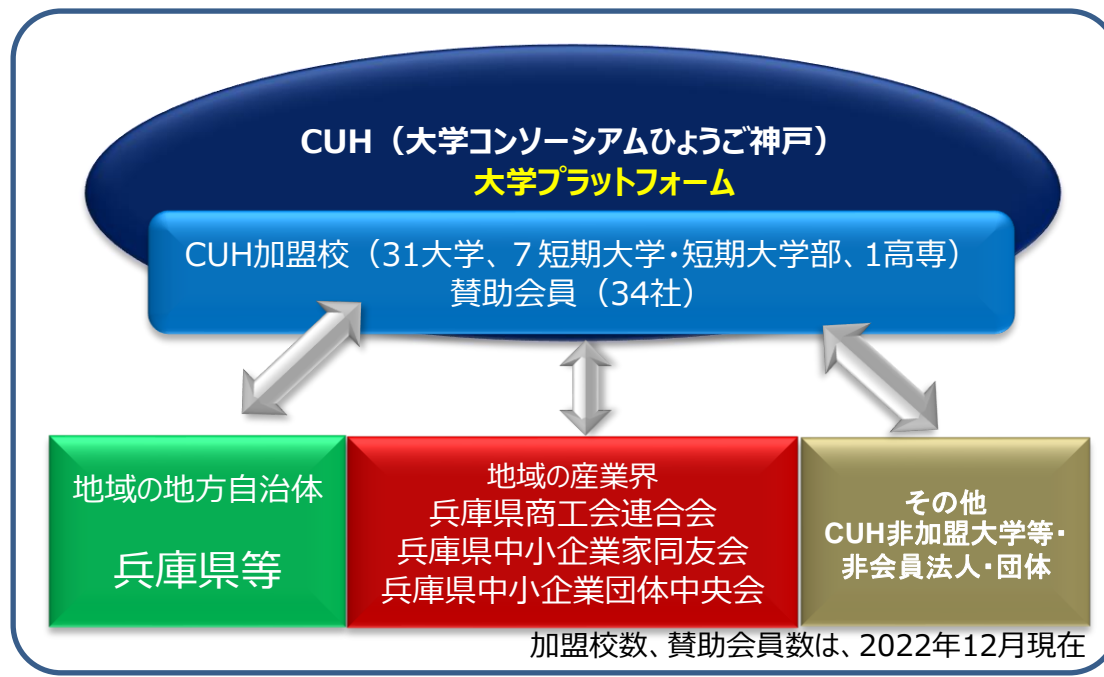 CUH（大学コンソーシアムひょうご神戸）
大学プラットフォーム
CUH加盟校（31大学、７短期大学・短期大学部、1高専）
賛助会員（34社）
地域の地方自治体
兵庫県等
地域の産業界
兵庫県商工会連合会
兵庫県中小企業家同友会
兵庫県中小企業団体中央会
その他
CUH非加盟大学等・
非会員法人・団体
加盟校数、賛助会員数は、2022年12月現在